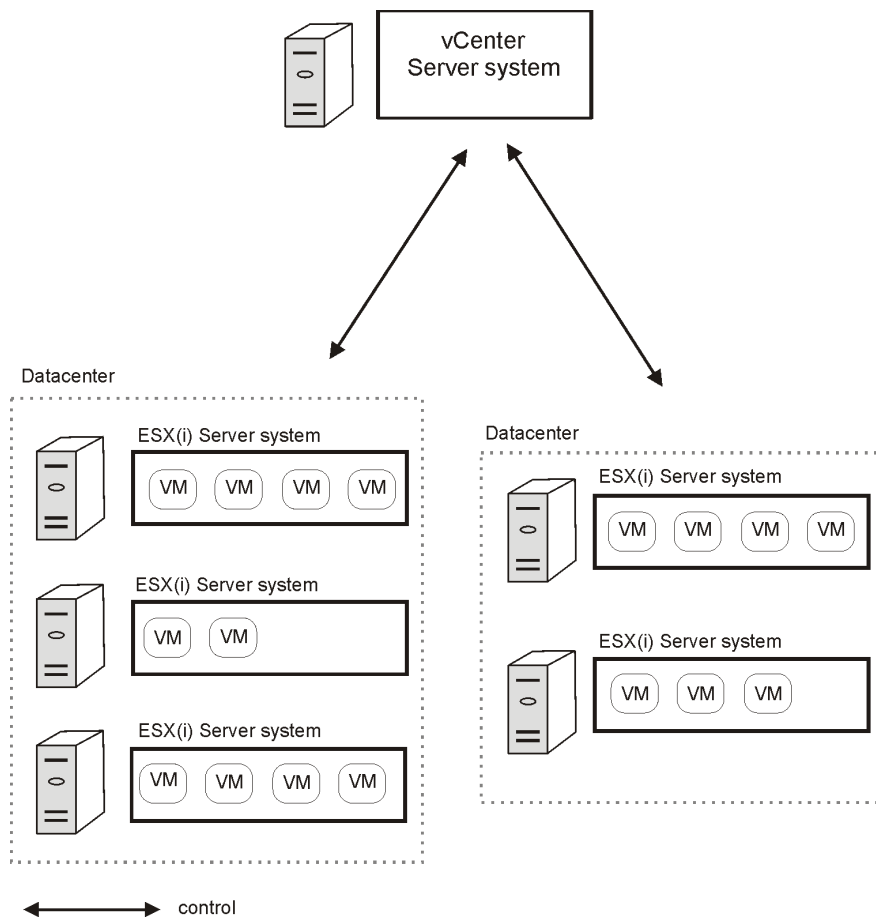 vCenter
Server system
Datacenter
ESX(i) Server system
VM VM VM VM
ESX(i) Server system
VM VM
ESX(i) Server system
VM VM VM VM
Datacenter
ESX(i) Server system
VM VM VM VM
ESX(i) Server system
VM VM VM
control